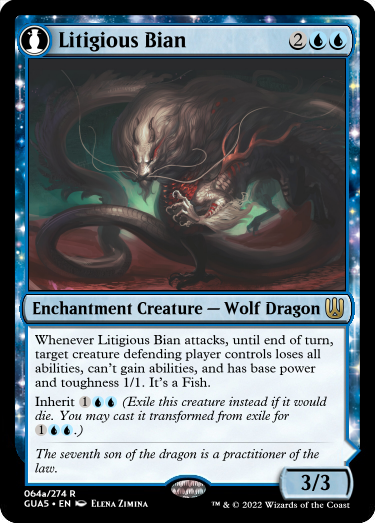 Litigious Bian 2
Enchantment Creature — Wolf Dragon
Whenever Litigious Bian attacks, until end of turn,
target creature defending player controls loses all
abilities, can't gain abilities, and has base power
and toughness 1/1. It's a Fish.
Inherit 1 (Exile this creature instead if it would
die. You may cast it transformed from exile for
1.)
The seventh son of the dragon is a practitioner of the
law.
3/3
064a/274 R
GUA5 • EN Elena Zimina ™ & © 2022 Wizards of the Coast